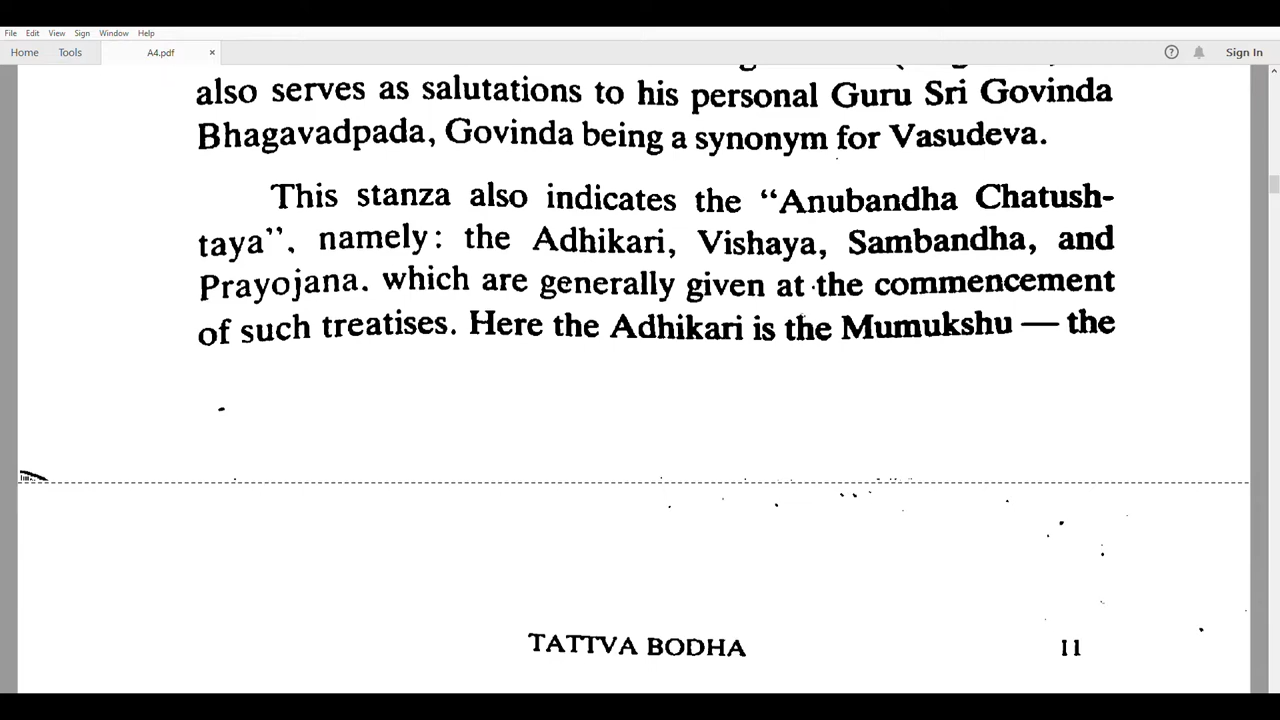 File Edit View Sign Window Help
Home Tools A4.pdf × Sign In
also serves as salutations to his personal Guru Sri Govinda
Bhagavadpada, Govinda being a synonym for Vasudeva.
This stanza also indicates the “Anubandha Chatush-
taya”, namely: the Adhikari, Vishaya, Sambandha, and
Prayojana. which are generally given at the commencement
of such treatises. Here the Adhikari is the Mumukshu — the
TATTVA BODHA 11